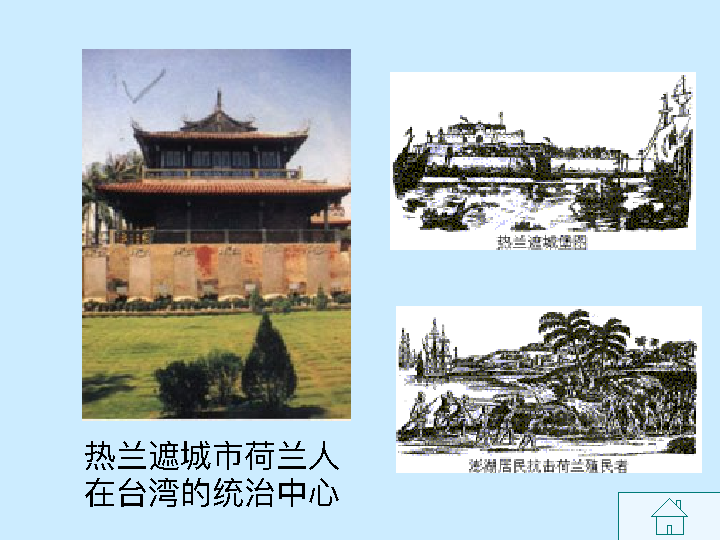 热兰遮城堡图
澎湖居民抗击荷兰殖民者
热兰遮城市荷兰人
在台湾的统治中心